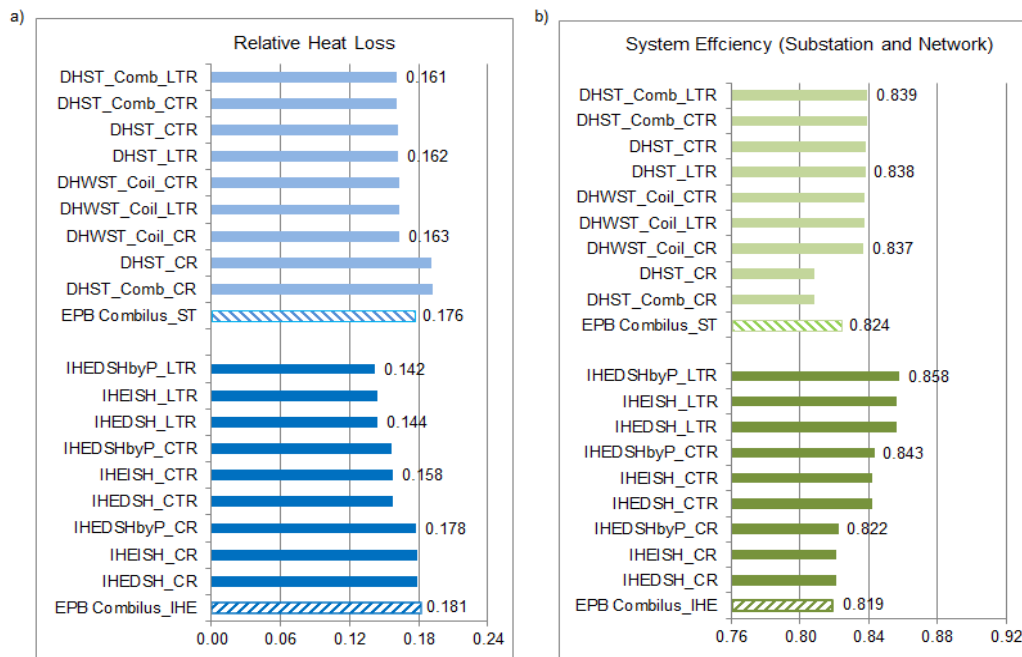 a)
Relative Heat Loss
DHST_Comb_LTR 0.161
DHST_Comb_CTR
DHST_CTR
DHST_LTR 0.162
DHWST_Coil_CTR
DHWST_Coil_LTR
DHWST_Coil_CR 0.163
DHST_CR
DHST_Comb_CR
EPB Combilus_ST 0.176
IHEDSHbyP_LTR 0.142
IHEISH_LTR
IHEDSH_LTR 0.144
IHEDSHbyP_CTR
IHEISH_CTR 0.158
IHEDSH_CTR
IHEDSHbyP_CR 0.178
IHEISH_CR
IHEDSH_CR
EPB Combilus_IHE 0.181
0.00 0.06 0.12 0.18 0.24
b)
System Effciency (Substation and Network)
DHST_Comb_LTR 0.839
DHST_Comb_CTR
DHST_CTR
DHST_LTR 0.838
DHWST_Coil_CTR
DHWST_Coil_LTR
DHWST_Coil_CR 0.837
DHST_CR
DHST_Comb_CR
EPB Combilus_ST 0.824
IHEDSHbyP_LTR 0.858
IHEISH_LTR
IHEDSH_LTR
IHEDSHbyP_CTR 0.843
IHEISH_CTR
IHEDSH_CTR
IHEDSHbyP_CR 0.822
IHEISH_CR
IHEDSH_CR
EPB Combilus_IHE 0.819
0.76 0.80 0.84 0.88 0.92